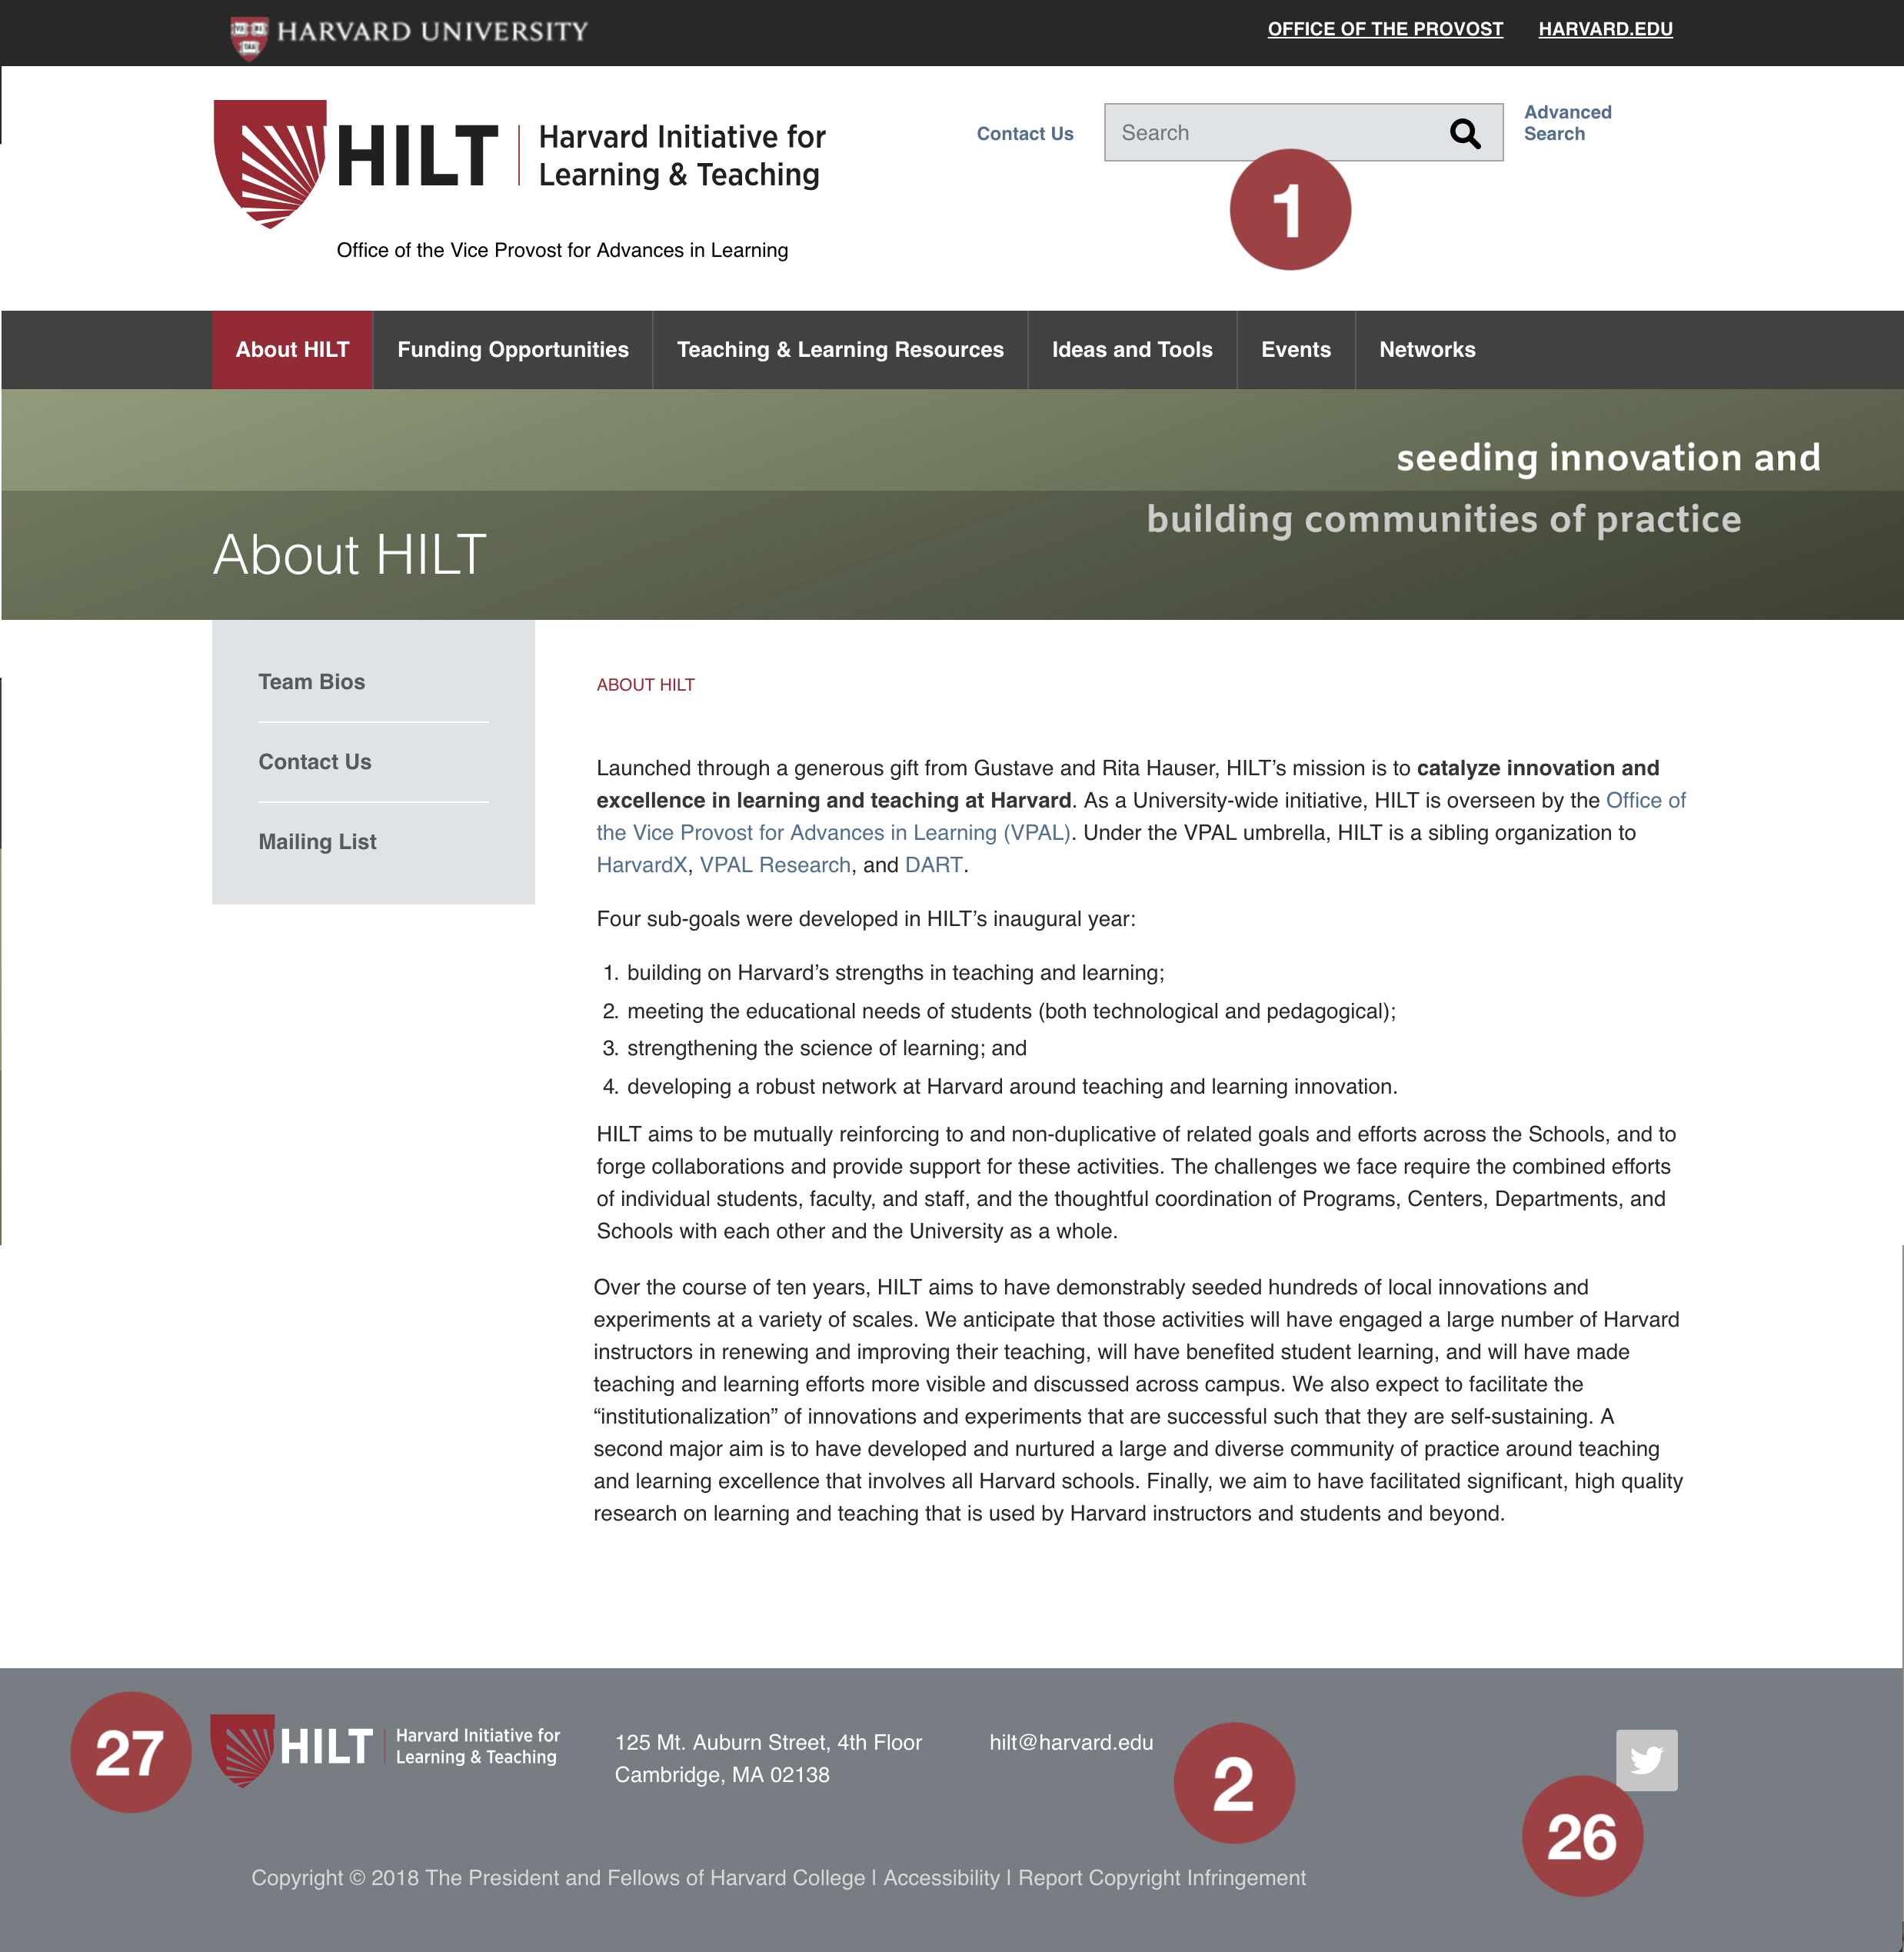 HARVARD UNIVERSITY
OFFICE OF THE PROVOST HARVARD.EDU
HILT | Harvard Initiative for
Learning & Teaching
Office of the Vice Provost for Advances in Learning
Contact Us
Search
Advanced
Search
1
About HILT
Funding Opportunities
Teaching & Learning Resources
Ideas and Tools
Events
Networks
seeding innovation and
building communities of practice
About HILT
Team Bios
Contact Us
Mailing List
ABOUT HILT
Launched through a generous gift from Gustave and Rita Hauser, HILT’s mission is to catalyze innovation and
excellence in learning and teaching at Harvard. As a University-wide initiative, HILT is overseen by the Office of
the Vice Provost for Advances in Learning (VPAL). Under the VPAL umbrella, HILT is a sibling organization to
HarvardX, VPAL Research, and DART.
Four sub-goals were developed in HILT’s inaugural year:
1. building on Harvard’s strengths in teaching and learning;
2. meeting the educational needs of students (both technological and pedagogical);
3. strengthening the science of learning; and
4. developing a robust network at Harvard around teaching and learning innovation.
HILT aims to be mutually reinforcing to and non-duplicative of related goals and efforts across the Schools, and to
forge collaborations and provide support for these activities. The challenges we face require the combined efforts
of individual students, faculty, and staff, and the thoughtful coordination of Programs, Centers, Departments, and
Schools with each other and the University as a whole.
Over the course of ten years, HILT aims to have demonstrably seeded hundreds of local innovations and
experiments at a variety of scales. We anticipate that those activities will have engaged a large number of Harvard
instructors in renewing and improving their teaching, will have benefited student learning, and will have made
teaching and learning efforts more visible and discussed across campus. We also expect to facilitate the
“institutionalization” of innovations and experiments that are successful such that they are self-sustaining. A
second major aim is to have developed and nurtured a large and diverse community of practice around teaching
and learning excellence that involves all Harvard schools. Finally, we aim to have facilitated significant, high quality
research on learning and teaching that is used by Harvard instructors and students and beyond.
27
HILT | Harvard Initiative for
Learning & Teaching
125 Mt. Auburn Street, 4th Floor
Cambridge, MA 02138
hilt@harvard.edu
2
26
Copyright © 2018 The President and Fellows of Harvard College | Accessibility | Report Copyright Infringement